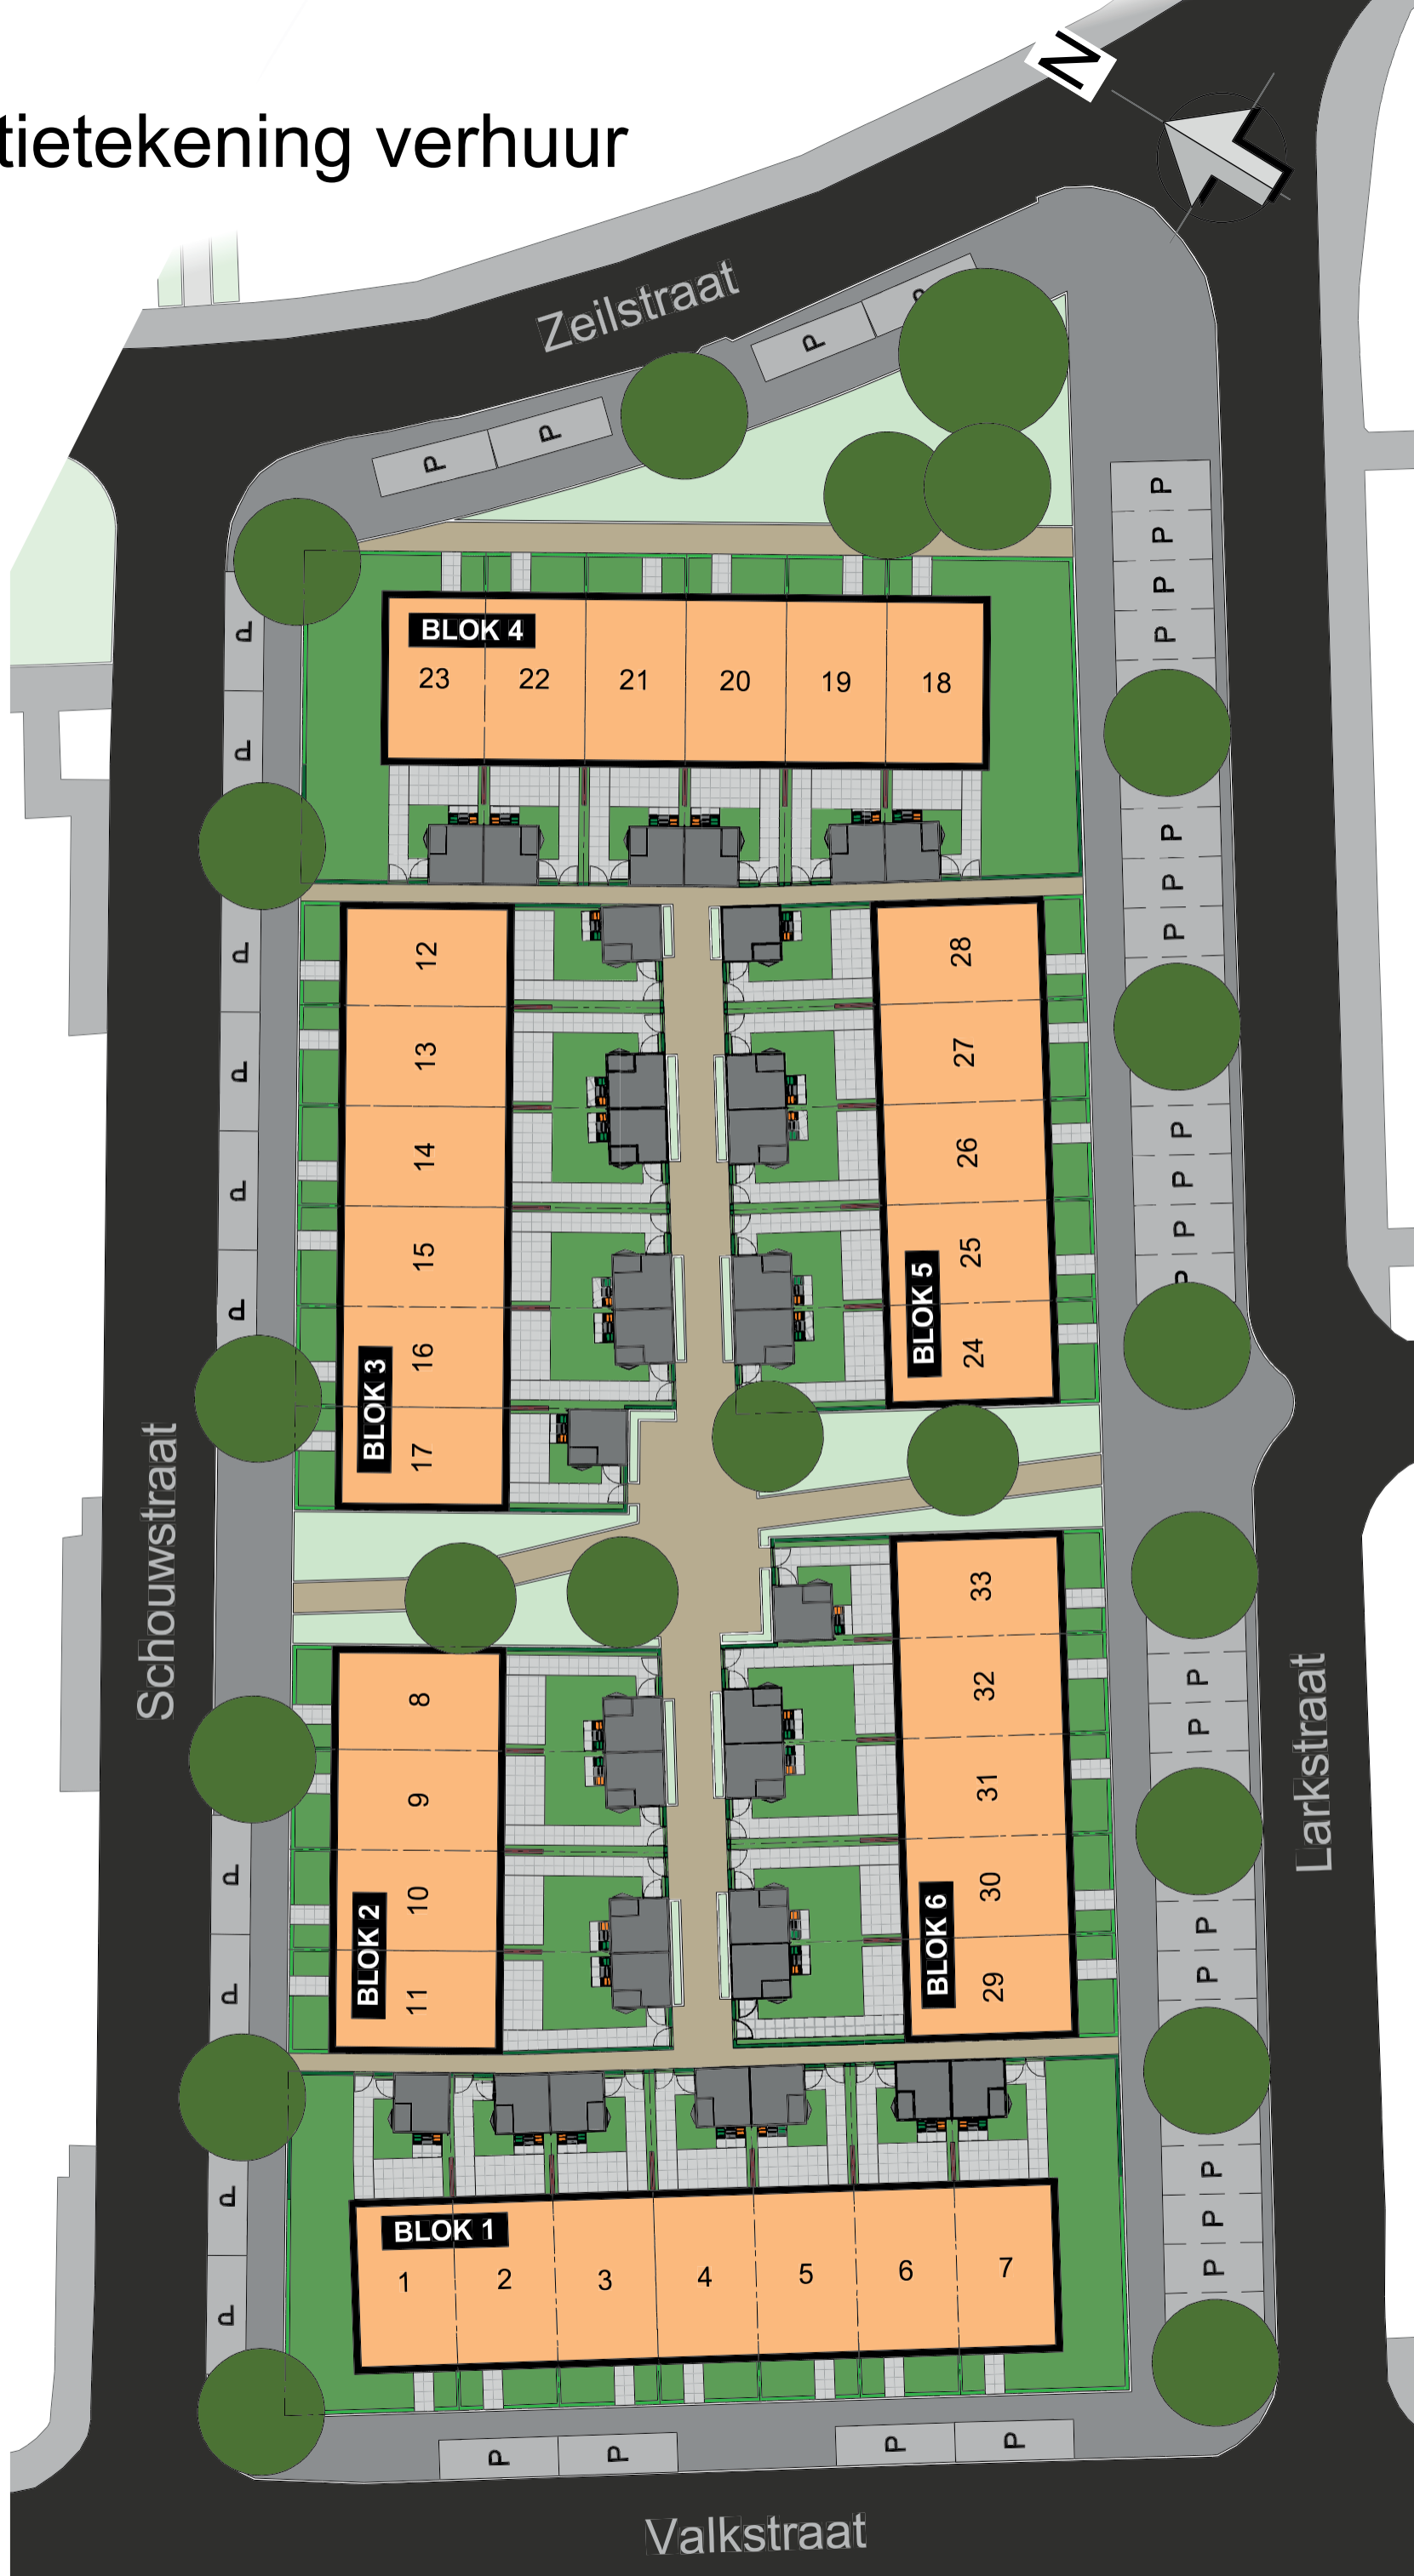 N
tietekening verhuur
Zeilstraat
P
P
P
P
P
P
P
P
P
BLOK 4
23 22 21 20 19 18
P
P
P
P
P
P
P
P
P
12
13
14
15
16
17
BLOK 3
28
27
26
25
24
BLOK 5
P
P
P
P
Schouwstraat
8
9
10
11
BLOK 2
33
32
31
30
29
BLOK 6
Larkstraat
P
P
P
P
P
P
P
P
P
P
P
BLOK 1
1 2 3 4 5 6 7
P
P
P
P
Valkstraat